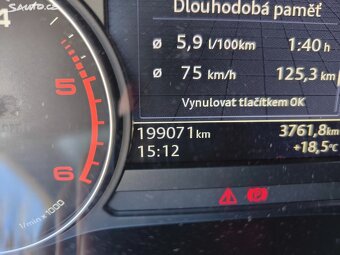 Sauto.cz
4
5
6
1/min x 1000
Dlouhodobá paměť
ø 5,9 l/100km 1:40 h
ø 75 km/h 125,3 km
Vynulovat tlačítkem OK
199071 km 3761,8 km
15:12 +18,5°C